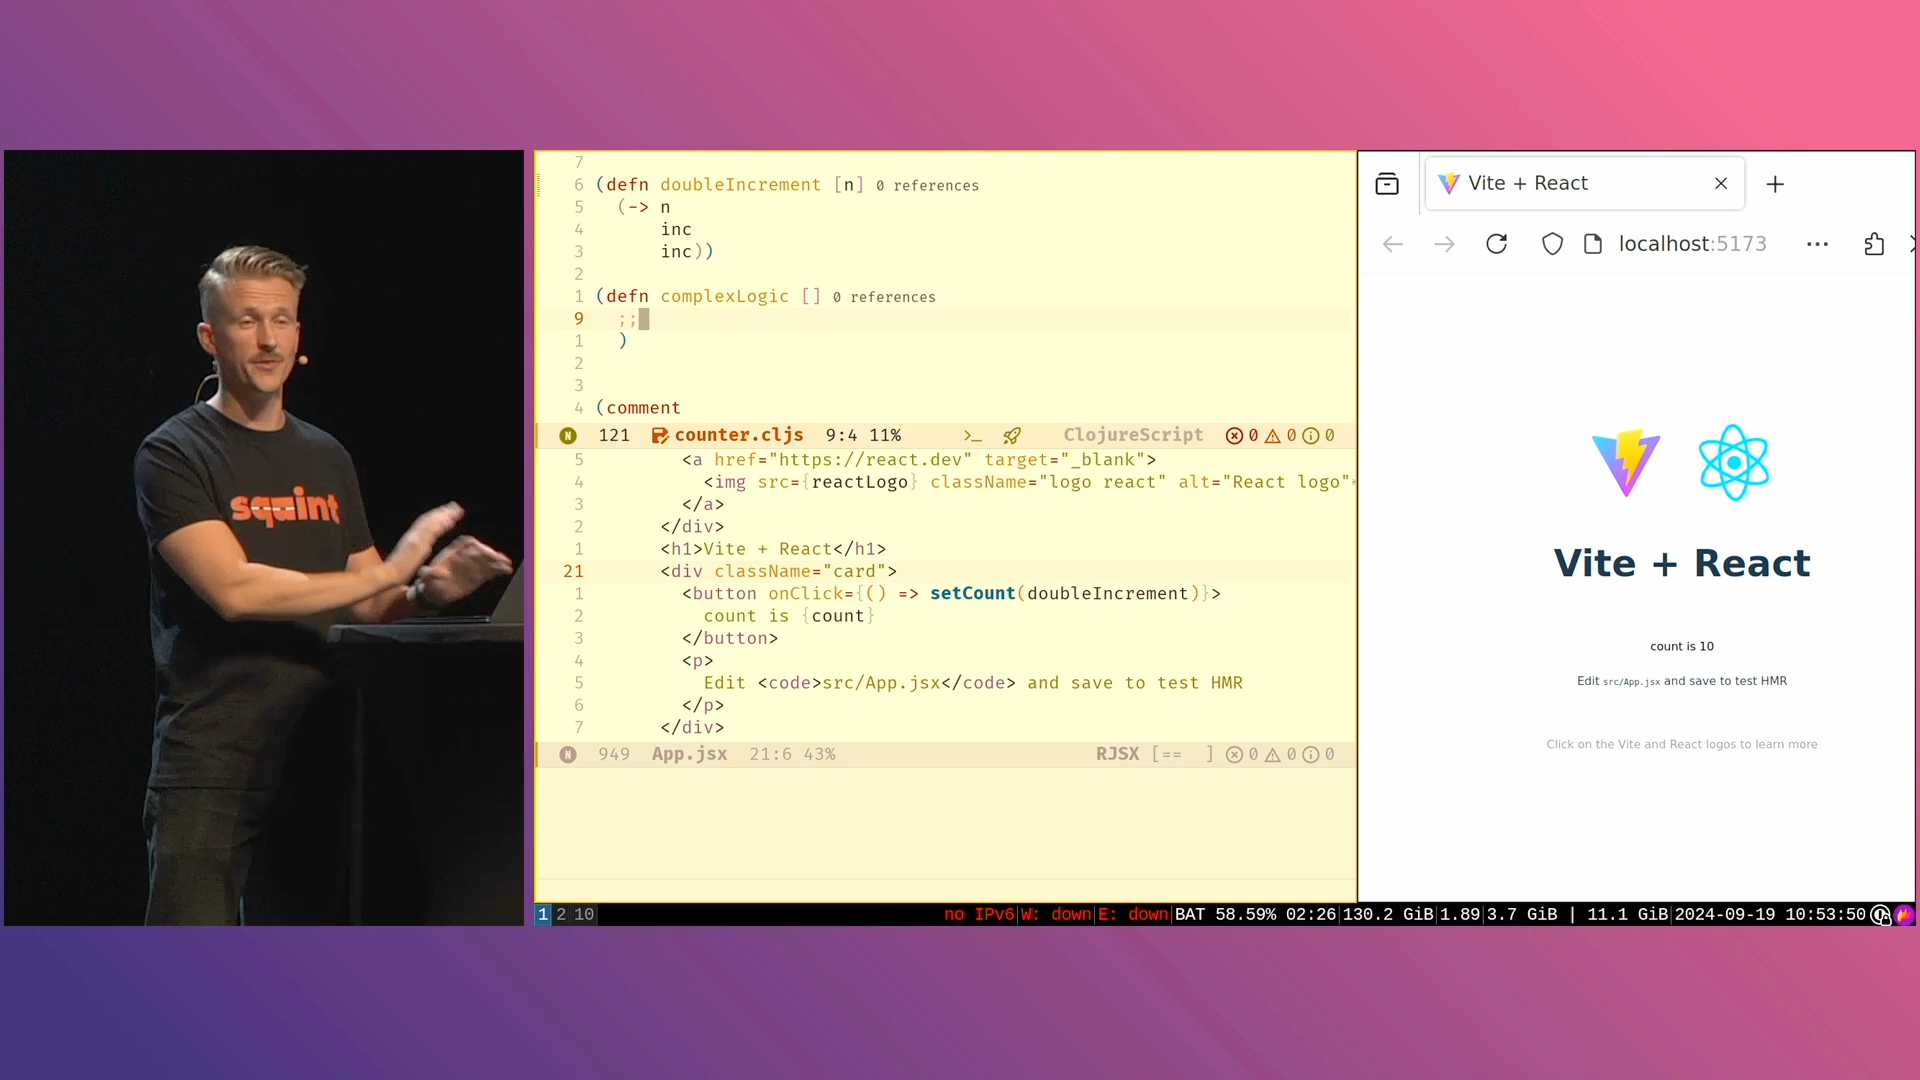 squint
7
6 (defn doubleIncrement [n] 0 references
5 (-> n
4 inc
3 inc))
2
1 (defn complexLogic [] 0 references
9 ;;
1 )
2
3
4 (comment
N 121 counter.cljs 9:4 11% >_ ClojureScript 0 0 0
5 <a href="https://react.dev" target="_blank">
4 <img src={reactLogo} className="logo react" alt="React logo"
3 </a>
2 </div>
1 <h1>Vite + React</h1>
21 <div className="card">
1 <button onClick={() => setCount(doubleIncrement)}>
2 count is {count}
3 </button>
4 <p>
5 Edit <code>src/App.jsx</code> and save to test HMR
6 </p>
7 </div>
N 949 App.jsx 21:6 43% RJSX [== ] 0 0 0
1 2 10 no IPv6|W: down|E: down|BAT 58.59% 02:26|130.2 GiB|1.89|3.7 GiB | 11.1 GiB|2024-09-19 10:53:50
Vite + React
localhost:5173
Vite + React
count is 10
Edit src/App.jsx and save to test HMR
Click on the Vite and React logos to learn more